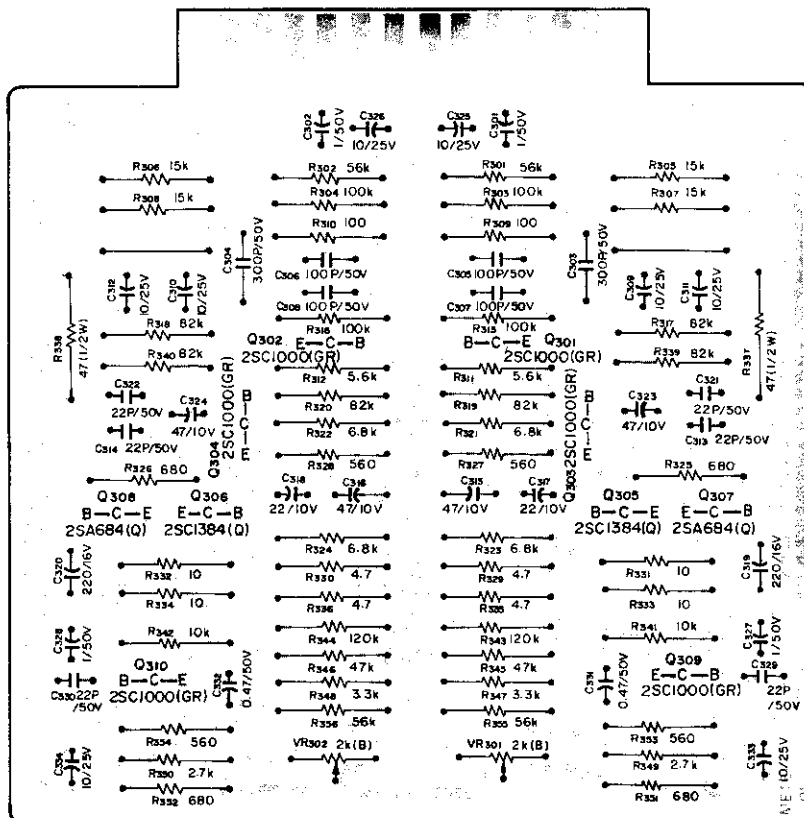 C302 1/50V C326 10/25V C325 10/25V C301 1/50V
R306 15k R302 56k R301 56k R305 15k
R308 15k R304 100k R303 100k R307 15k
R310 100 R309 100
C304 300P/50V C303 300P/50V
C306 100P/50V C305 100P/50V
C312 10/25V C310 10/25V C309 10/25V C311 10/25V
C308 100P/50V C307 100P/50V
R338 47(1/2W) R318 82k R316 100k R315 100k R317 82k R337 47(1/2W)
Q302 E-C-B B-C-E Q301
2SC1000(GR) 2SC1000(GR)
R340 82k R312 5.6k R311 5.6k R339 82k
C322 22P/50V C321 22P/50V
C324 47/10V C323 47/10V
R320 82k R319 82k
C314 22P/50V C313 22P/50V
R322 6.8k R321 6.8k
Q304 2SC1000(GR) B-C-E Q303 2SC1000(GR) B-C-E
R326 680 R328 560 R327 560 R325 680
C318 22/10V C316 47/10V C315 47/10V C317 22/10V
Q308 Q306 Q305 Q307
B-C-E E-C-B B-C-E E-C-B
2SA684(Q) 2SC1384(Q) 2SC1384(Q) 2SA684(Q)
R324 6.8k R323 6.8k
C320 220/16V R332 10 R330 4.7 R329 4.7 R331 10 C319 220/16V
R334 10 R336 4.7 R335 4.7 R333 10
C328 1/50V R342 10k R344 120k R343 120k R341 10k C327 1/50V
R346 47k R345 47k
Q310 Q309
B-C-E E-C-B
2SC1000(GR) 2SC1000(GR)
C330 22P/50V C332 0.47/50V C331 0.47/50V C329 22P/50V
R348 3.3k R347 3.3k
R356 56k R355 56k
R354 560 R353 560
VR302 2k(B) VR301 2k(B)
C334 10/25V R350 2.7k R349 2.7k C333 10/25V
R352 680 R351 680